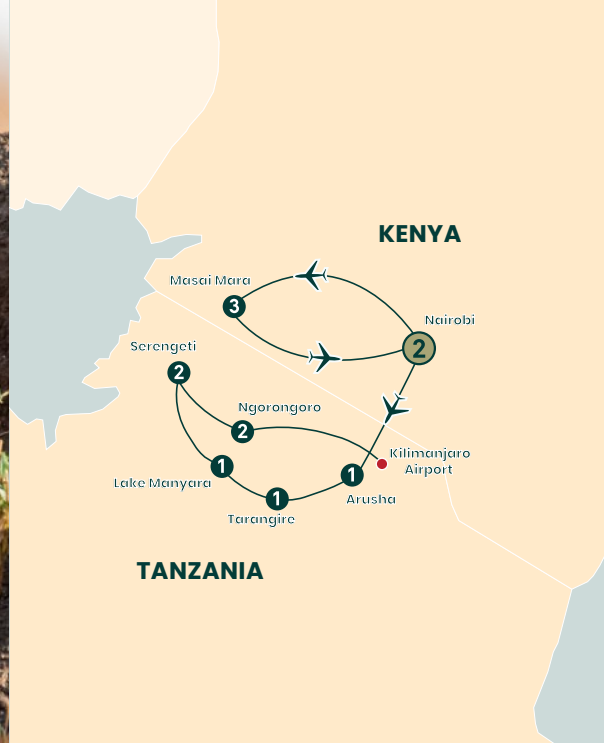 KENYA
Masai Mara
3
Nairobi
2
Serengeti
2
Ngorongoro
2
Kilimanjaro
Airport
Lake Manyara
1
1
Arusha
1
Tarangire
TANZANIA